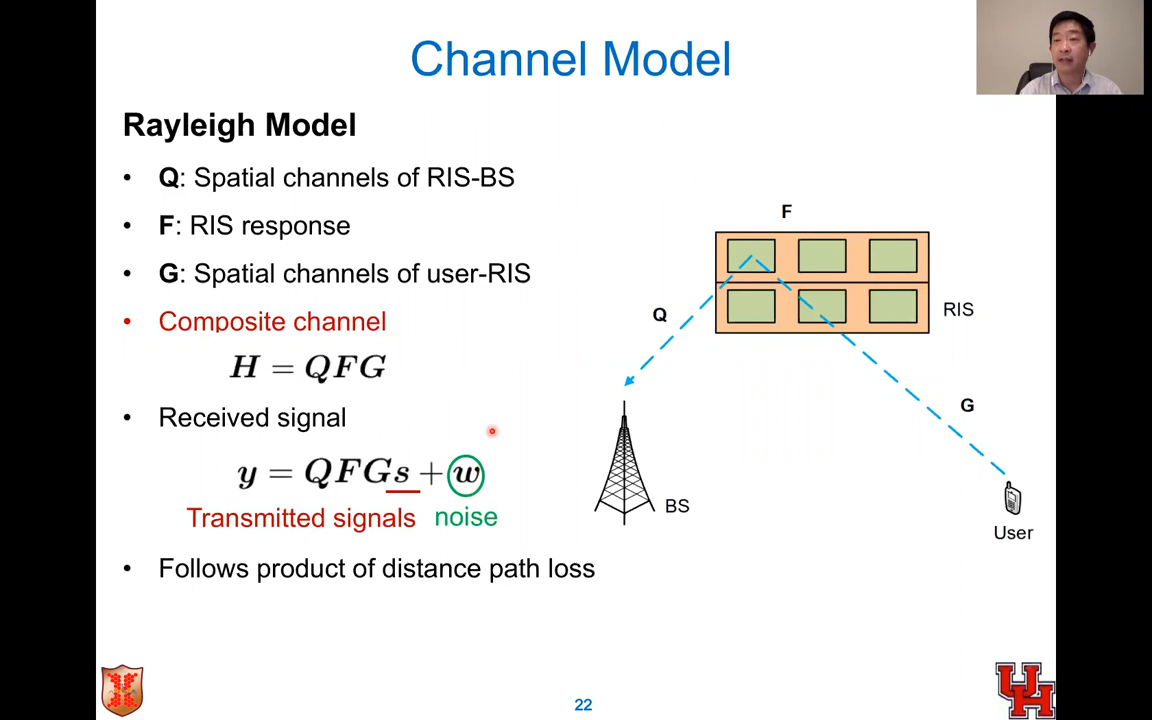 Channel Model
Rayleigh Model
• Q: Spatial channels of RIS-BS
• F: RIS response
• G: Spatial channels of user-RIS
• Composite channel
H = QFG
• Received signal
y = QFGs + w
Transmitted signals noise
• Follows product of distance path loss
F
RIS
Q
G
BS
User
22
UH